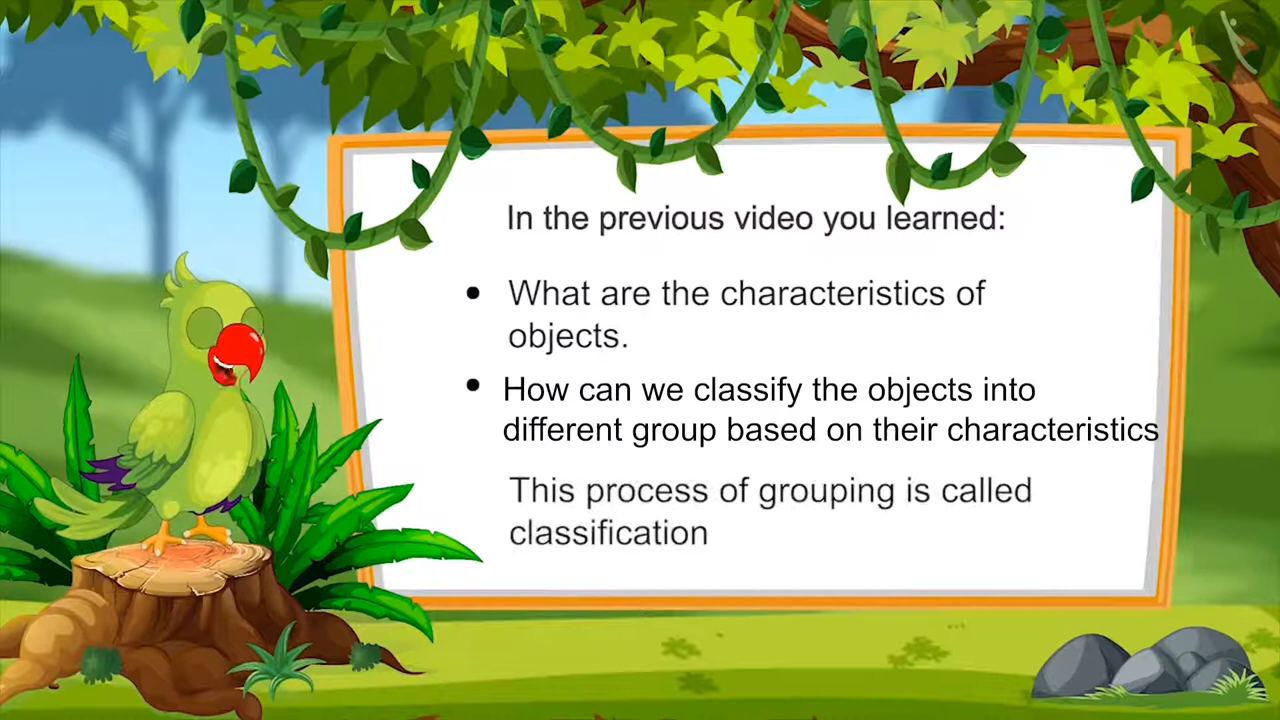 In the previous video you learned:
• What are the characteristics of
objects.
• How can we classify the objects into
different group based on their characteristics
This process of grouping is called
classification